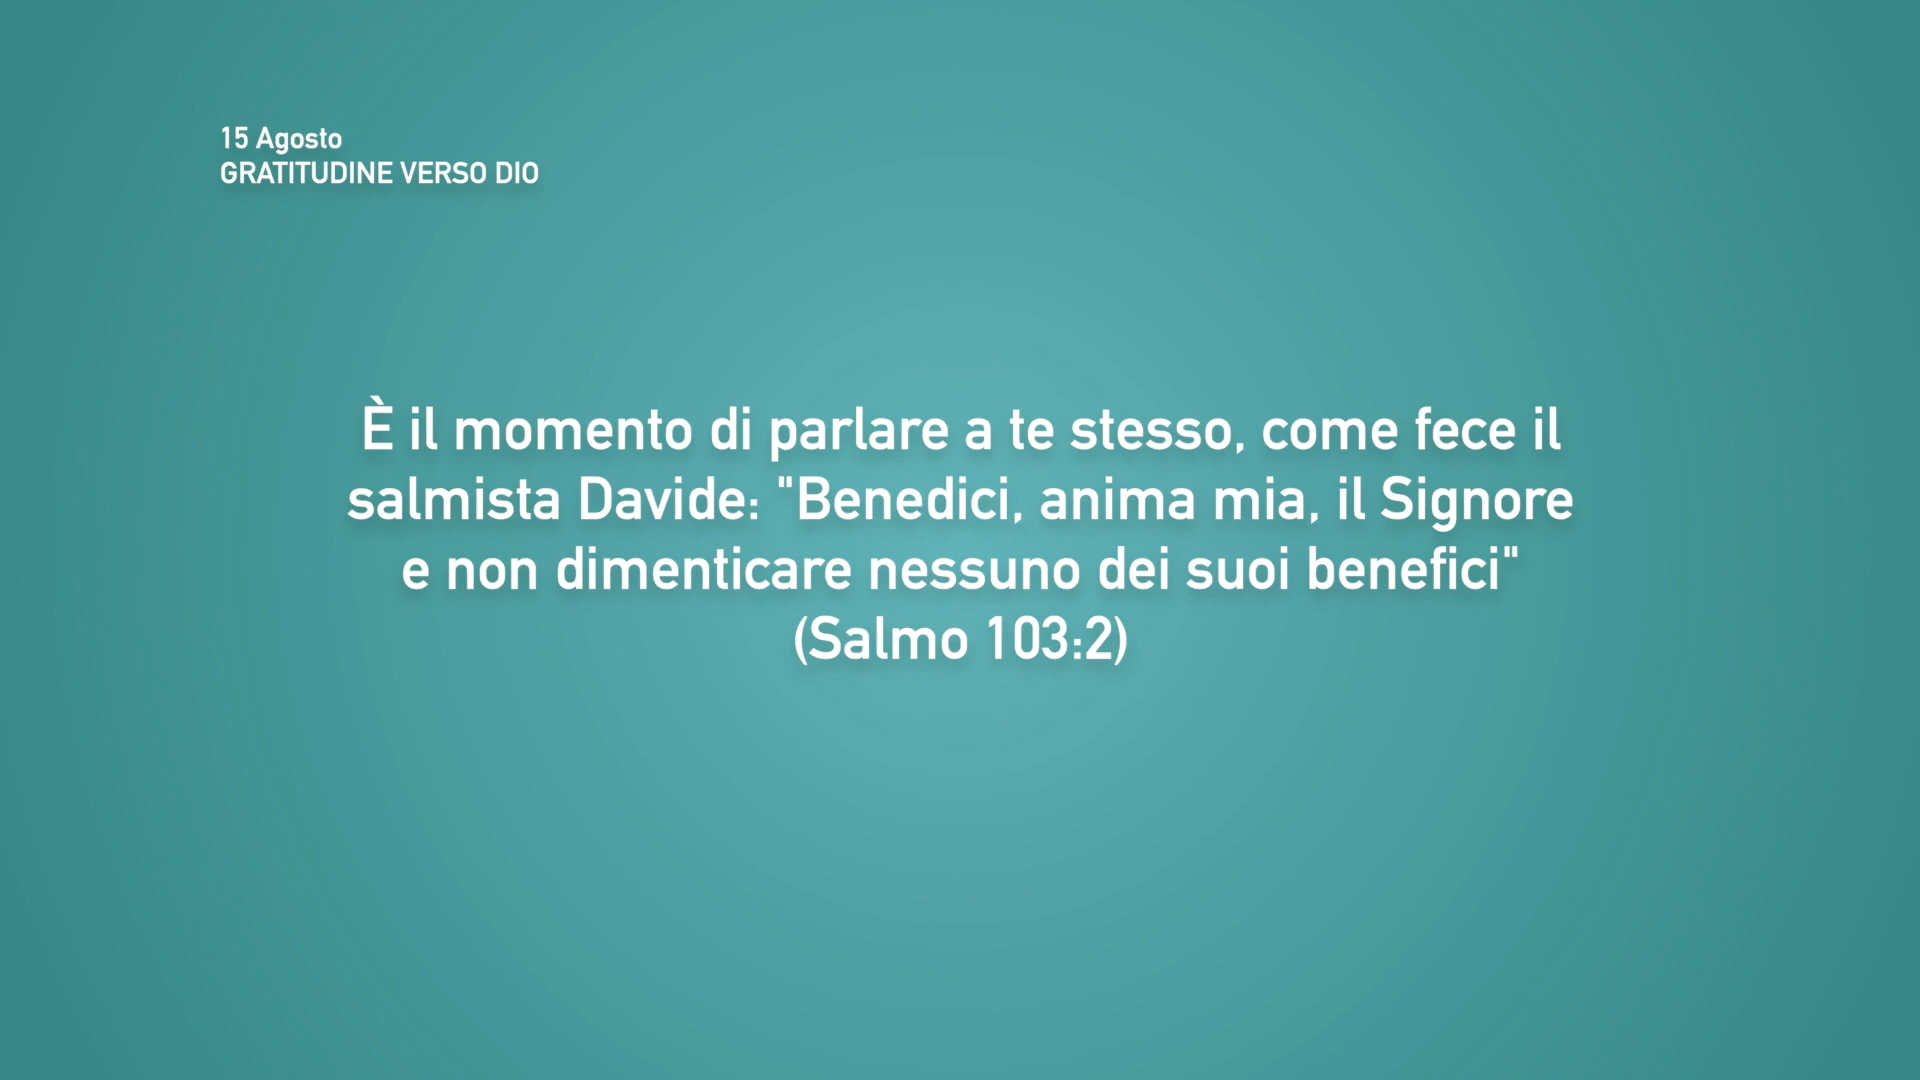 15 Agosto
GRATITUDINE VERSO DIO
È il momento di parlare a te stesso, come fece il
salmista Davide: "Benedici, anima mia, il Signore
e non dimenticare nessuno dei suoi benefici"
(Salmo 103:2)